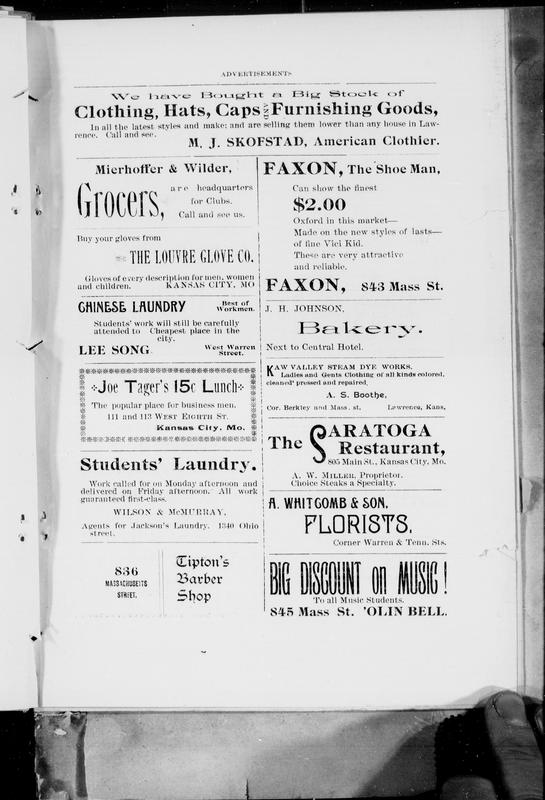 ADVERTISEMENTS
We have Bought a Big Stock of
Clothing, Hats, Caps AND Furnishing Goods,
In all the latest styles and make; and are selling them lower than any house in Law-
rence. Call and see.
M. J. SKOFSTAD, American Clothier.
Mierhoffer & Wilder,
Grocers,
are headquarters
for Clubs.
Call and see us.
Buy your gloves from
THE LOUVRE GLOVE CO.
Gloves of every description for men, women
and children. KANSAS CITY, MO
CHINESE LAUNDRY
Best of
Workmen.
Students' work will still be carefully
attended to Cheapest place in the
city.
LEE SONG
West Warren
Street.
Joe Tager's 15c Lunch
The popular place for business men.
111 and 113 WEST EIGHTH ST.
Kansas City, Mo.
Students' Laundry.
Work called for on Monday afternoon and
delivered on Friday afternoon. All work
guaranteed first-class.
WILSON & McMURRAY,
Agents for Jackson's Laundry. 1340 Ohio
street.
836
MASSACHUSETTS
STREET.
Tipton's
Barber
Shop
FAXON, The Shoe Man,
Can show the finest
$2.00
Oxford in this market—
Made on the new styles of lasts—
of fine Vici Kid.
These are very attractive
and reliable.
FAXON, 843 Mass St.
J. H. JOHNSON,
Bakery.
Next to Central Hotel.
KAW VALLEY STEAM DYE WORKS.
Ladies and Gents Clothing of all kinds colored,
cleaned' pressed and repaired.
A. S. Boothe,
Cor. Berkley and Mass. st. Lawrence, Kans,
The SARATOGA
Restaurant,
805 Main St., Kansas City, Mo.
A. W. MILLER, Proprietor.
Choice Steaks a Specialty.
A. WHITCOMB & SON,
FLORISTS,
Corner Warren & Tenn. Sts.
BIG DISCOUNT on MUSIC!
To all Music Students.
845 Mass St. 'OLIN BELL.